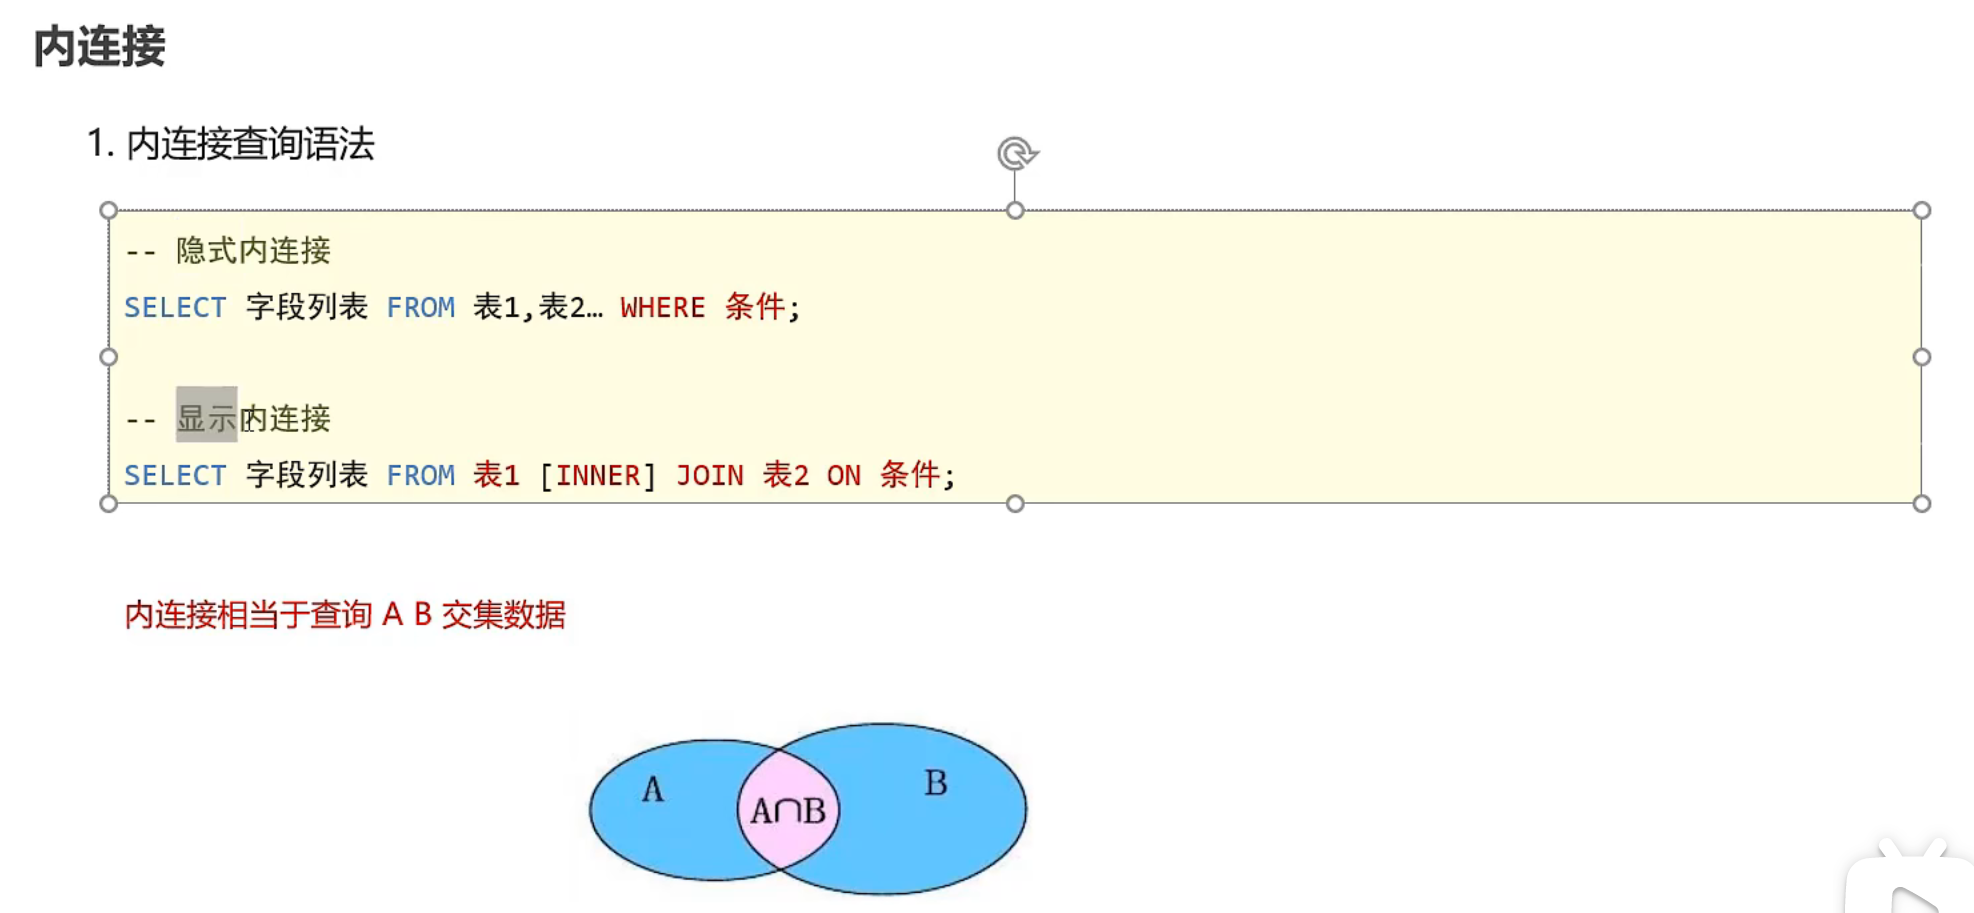 内连接
1. 内连接查询语法
-- 隐式内连接
SELECT 字段列表 FROM 表1,表2… WHERE 条件;
-- 显示内连接
SELECT 字段列表 FROM 表1 [INNER] JOIN 表2 ON 条件;
内连接相当于查询 A B 交集数据
A
A∩B
B